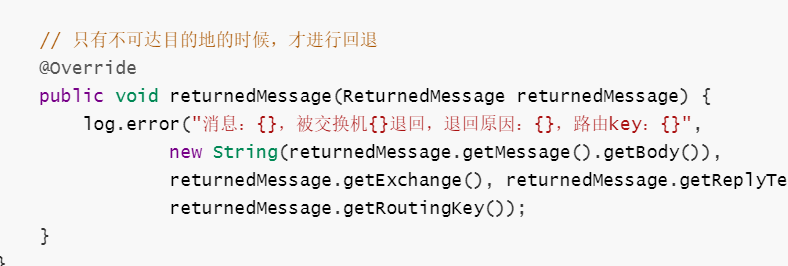 // 只有不可达目的地的时候，才进行回退
@Override
public void returnedMessage(ReturnedMessage returnedMessage) {
log.error("消息：{}，被交换机{}退回，退回原因：{}，路由key：{}",
new String(returnedMessage.getMessage().getBody()),
returnedMessage.getExchange(), returnedMessage.getReplyTe
returnedMessage.getRoutingKey());
}
}